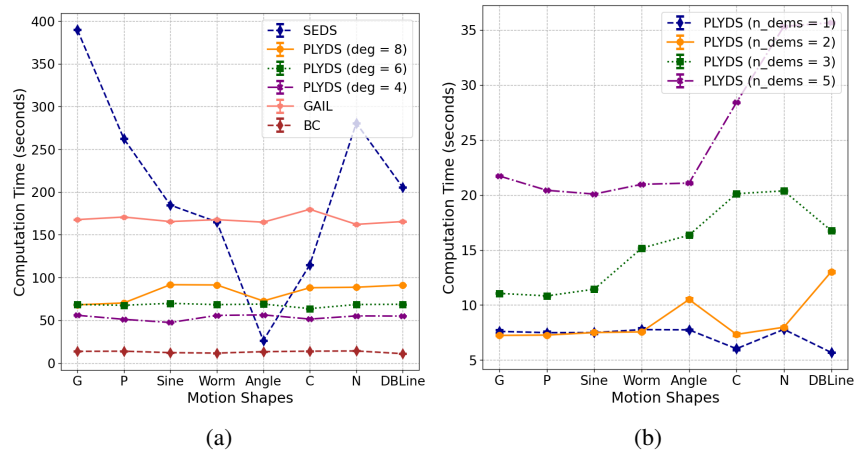 400
350
300
250
200
150
100
50
0
Computation Time (seconds)
SEDS
PLYDS (deg = 8)
PLYDS (deg = 6)
PLYDS (deg = 4)
GAIL
BC
G P Sine Worm Angle C N DBLine
Motion Shapes
(a)
35
30
25
20
15
10
5
Computation Time (seconds)
PLYDS (n_dems = 1)
PLYDS (n_dems = 2)
PLYDS (n_dems = 3)
PLYDS (n_dems = 5)
G P Sine Worm Angle C N DBLine
Motion Shapes
(b)